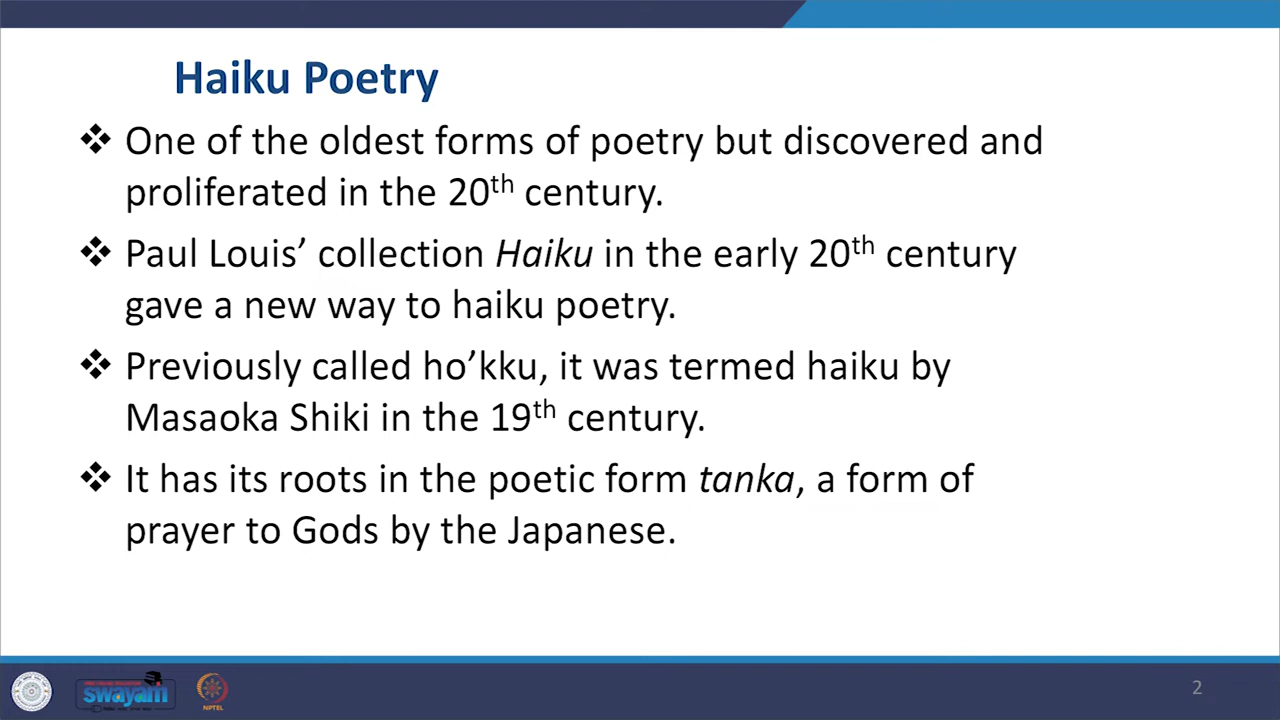 Haiku Poetry
❖ One of the oldest forms of poetry but discovered and
proliferated in the 20th century.
❖ Paul Louis’ collection Haiku in the early 20th century
gave a new way to haiku poetry.
❖ Previously called ho’kku, it was termed haiku by
Masaoka Shiki in the 19th century.
❖ It has its roots in the poetic form tanka, a form of
prayer to Gods by the Japanese.
swayam
NPTEL
2